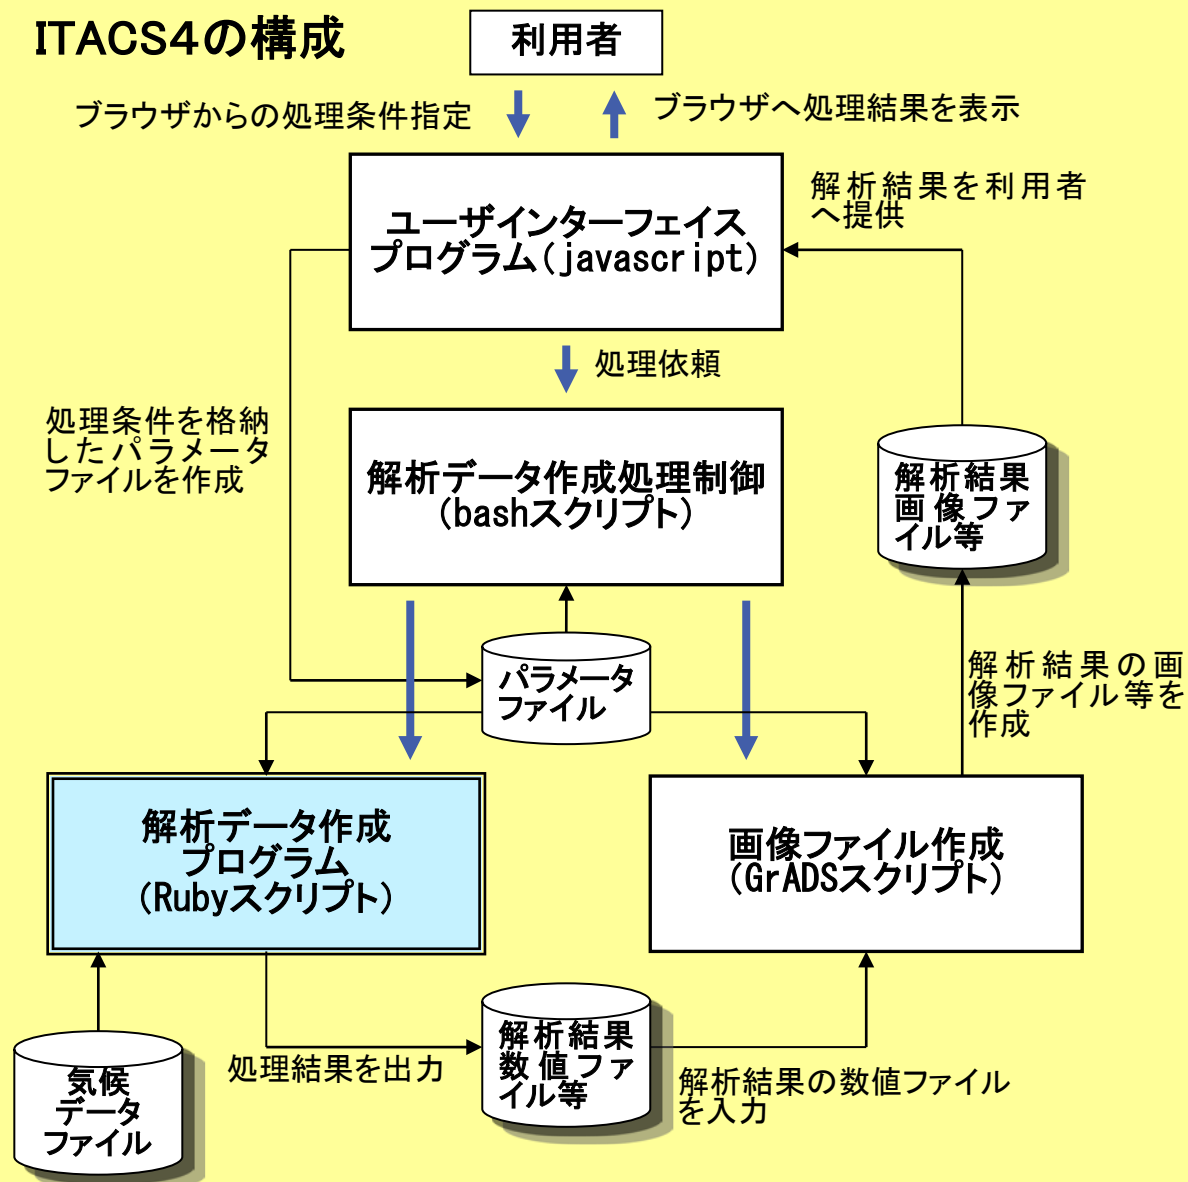 ITACS4の構成
利用者
ブラウザからの処理条件指定
ブラウザへ処理結果を表示
ユーザインターフェイス
プログラム(javascript)
解析結果を利用者
へ提供
処理依頼
処理条件を格納
したパラメータ
ファイルを作成
解析データ作成処理制御
(bashスクリプト)
解析結果
画像ファ
イル等
パラメータ
ファイル
解析結果の画
像ファイル等を
作成
解析データ作成
プログラム
(Rubyスクリプト)
画像ファイル作成
(GrADSスクリプト)
気候
データ
ファイル
処理結果を出力
解析結果
数値ファ
イル等
解析結果の数値ファイル
を入力